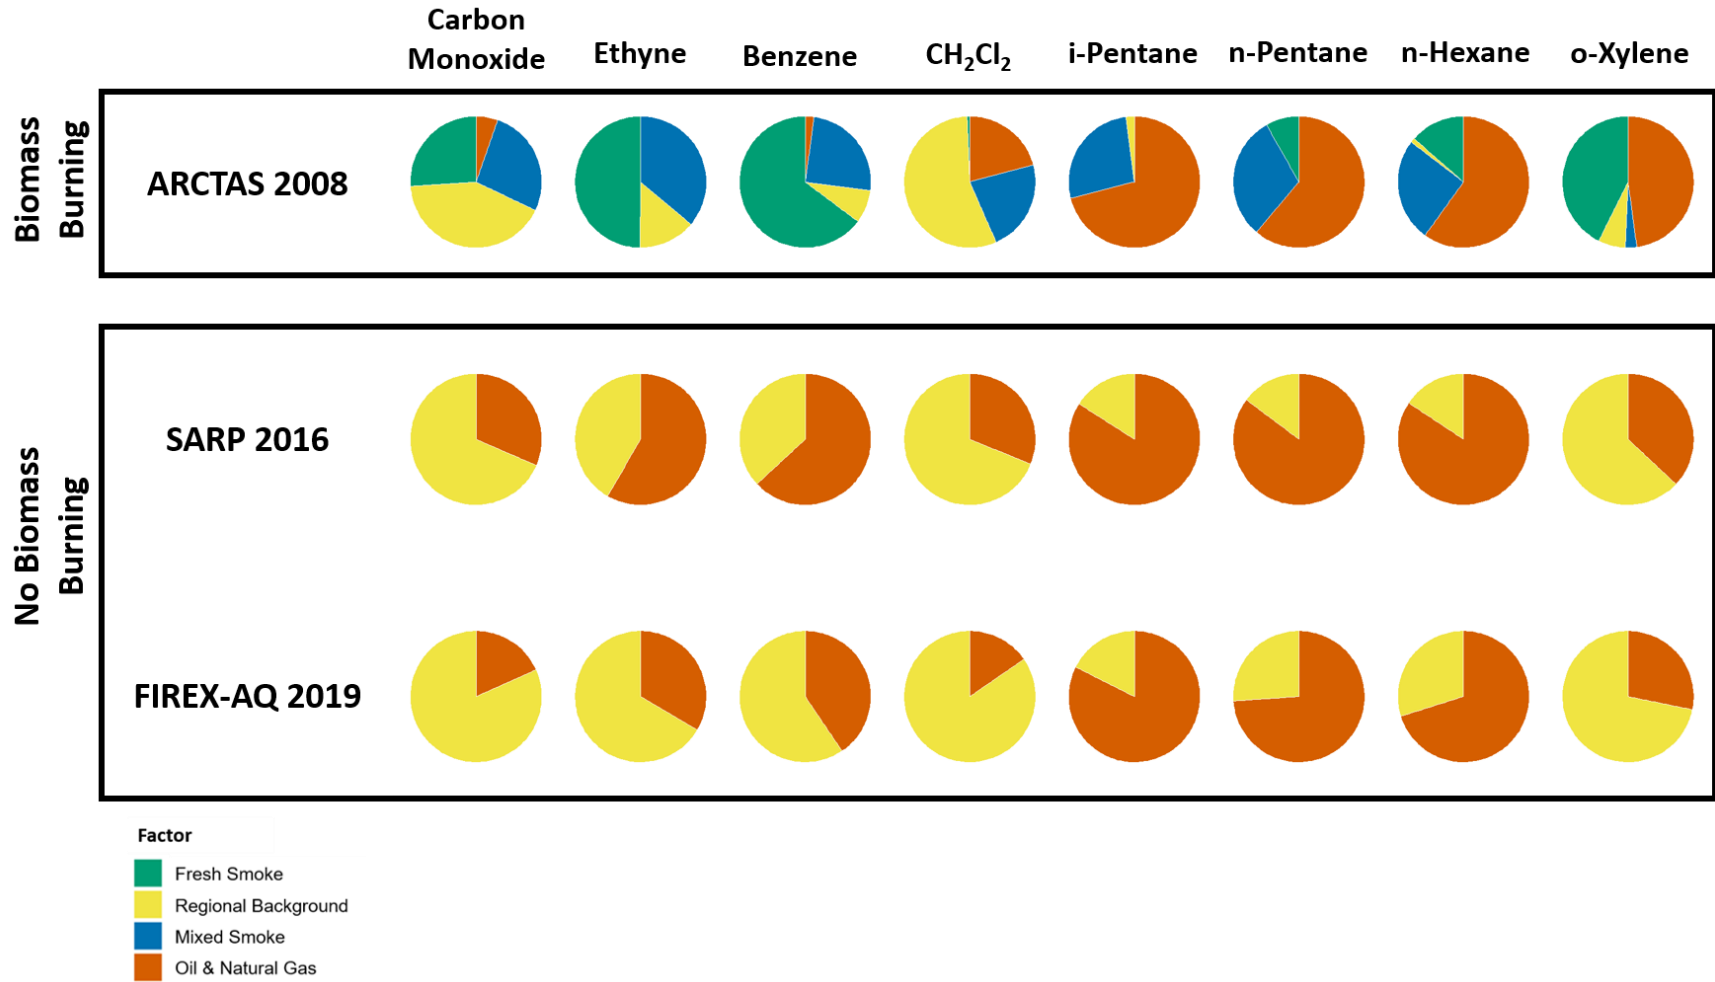 Carbon
Monoxide
Ethyne
Benzene
CH₂Cl₂
i-Pentane
n-Pentane
n-Hexane
o-Xylene
Biomass
Burning
ARCTAS 2008
No Biomass
Burning
SARP 2016
FIREX-AQ 2019
Factor
Fresh Smoke
Regional Background
Mixed Smoke
Oil & Natural Gas